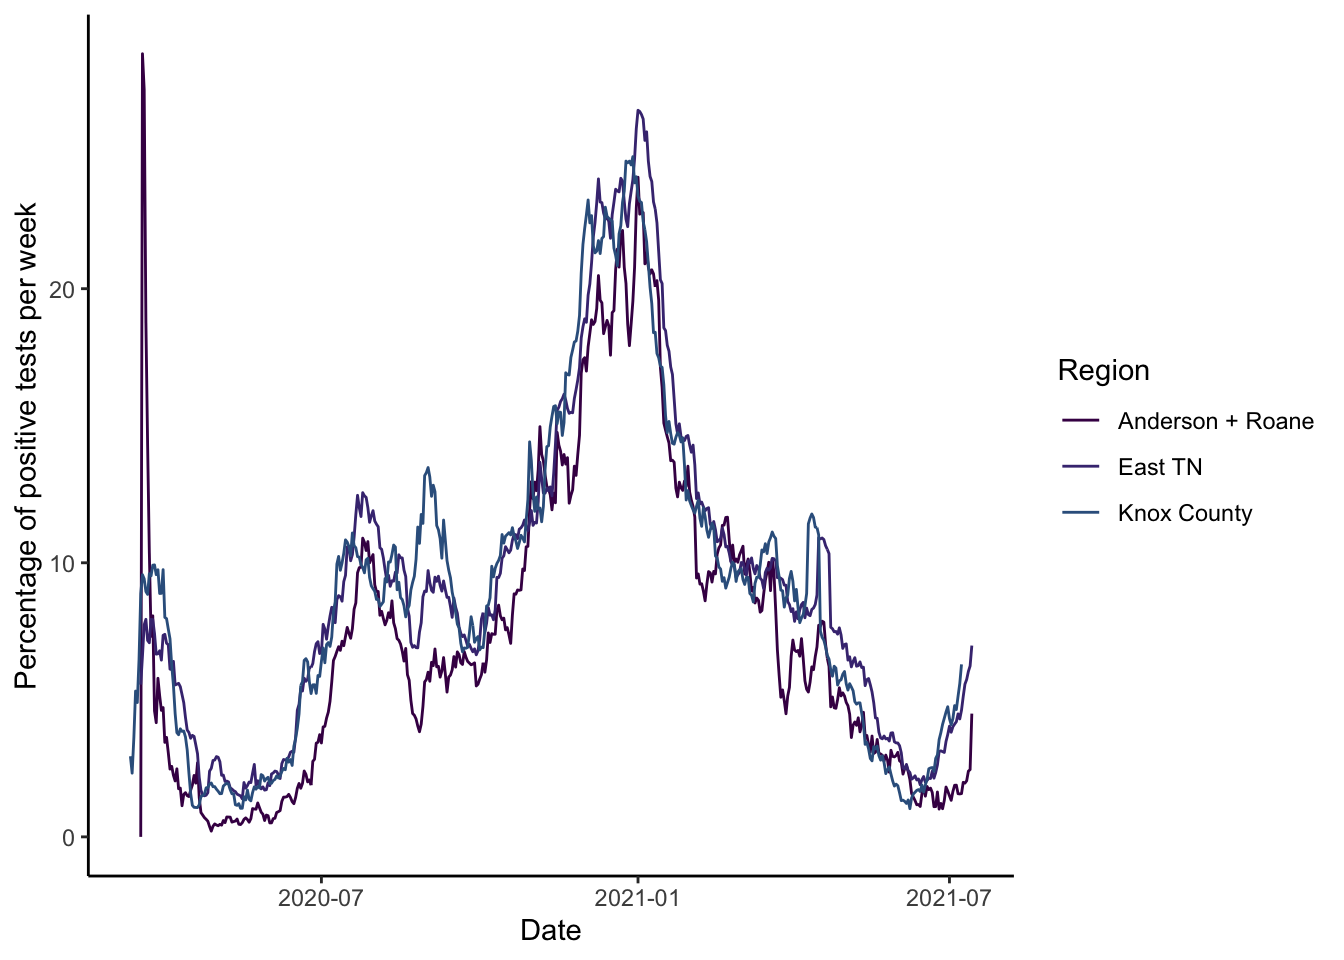 Percentage of positive tests per week
20
10
0
2020-07
2021-01
2021-07
Date
Region
Anderson + Roane
East TN
Knox County